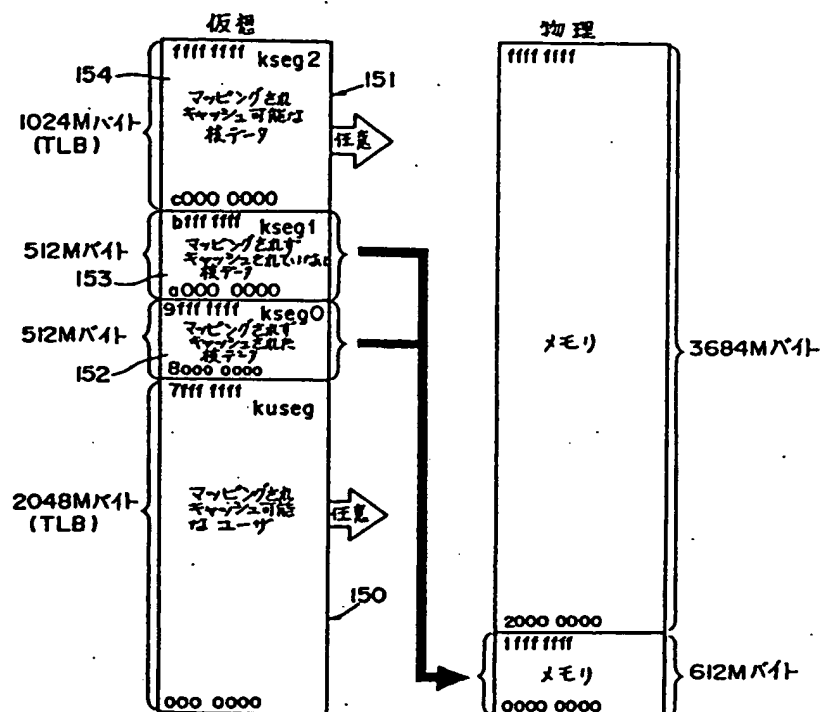 仮想
ffff ffff
kseg2
154
151
マッピングされ
キャッシュ可能な
核データ
1024Mバイト
(TLB)
任意
c000 0000
bfff ffff
kseg1
マッピングされず
キャッシュされていない
核データ
512Mバイト
153
a000 0000
9fff ffff
kseg0
マッピングされず
キャッシュされた
核データ
512Mバイト
152
8000 0000
7fff ffff
kuseg
マッピングされ
キャッシュ可能
な ユーザ
2048Mバイト
(TLB)
任意
150
000 0000
物理
ffff ffff
メモリ
3684Mバイト
2000 0000
1fff ffff
メモリ
612Mバイト
0000 0000